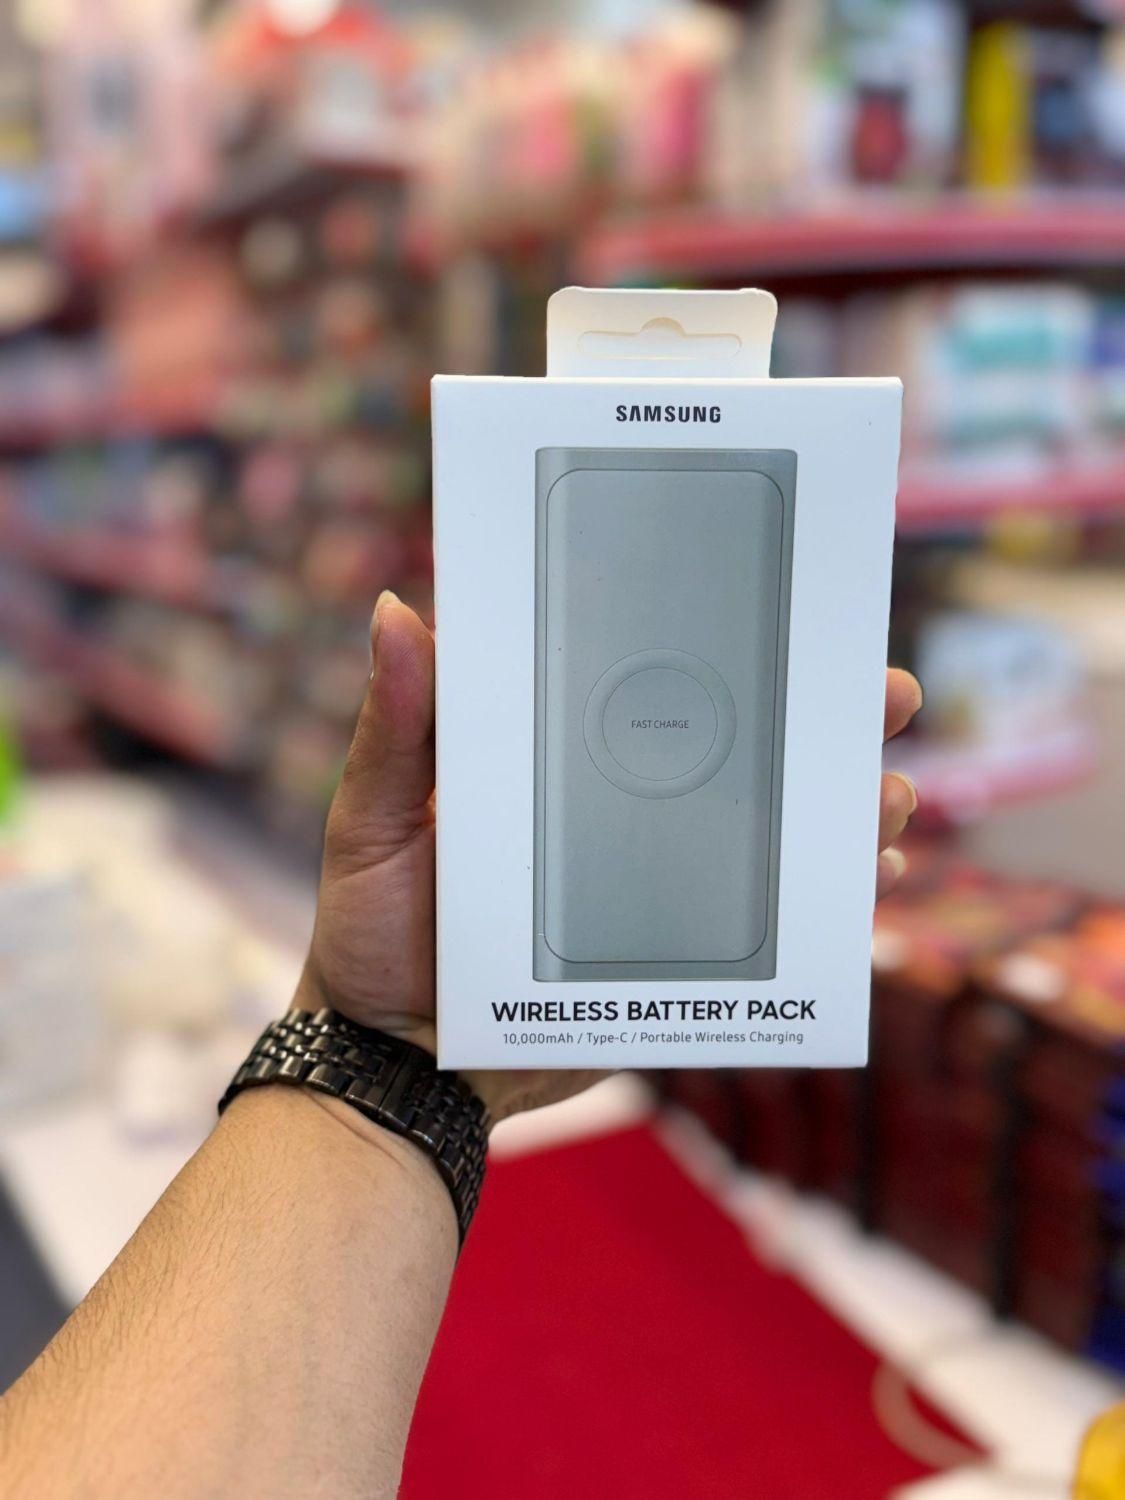 SAMSUNG
FAST CHARGE
WIRELESS BATTERY PACK
10,000mAh / Type-C / Portable Wireless Charging